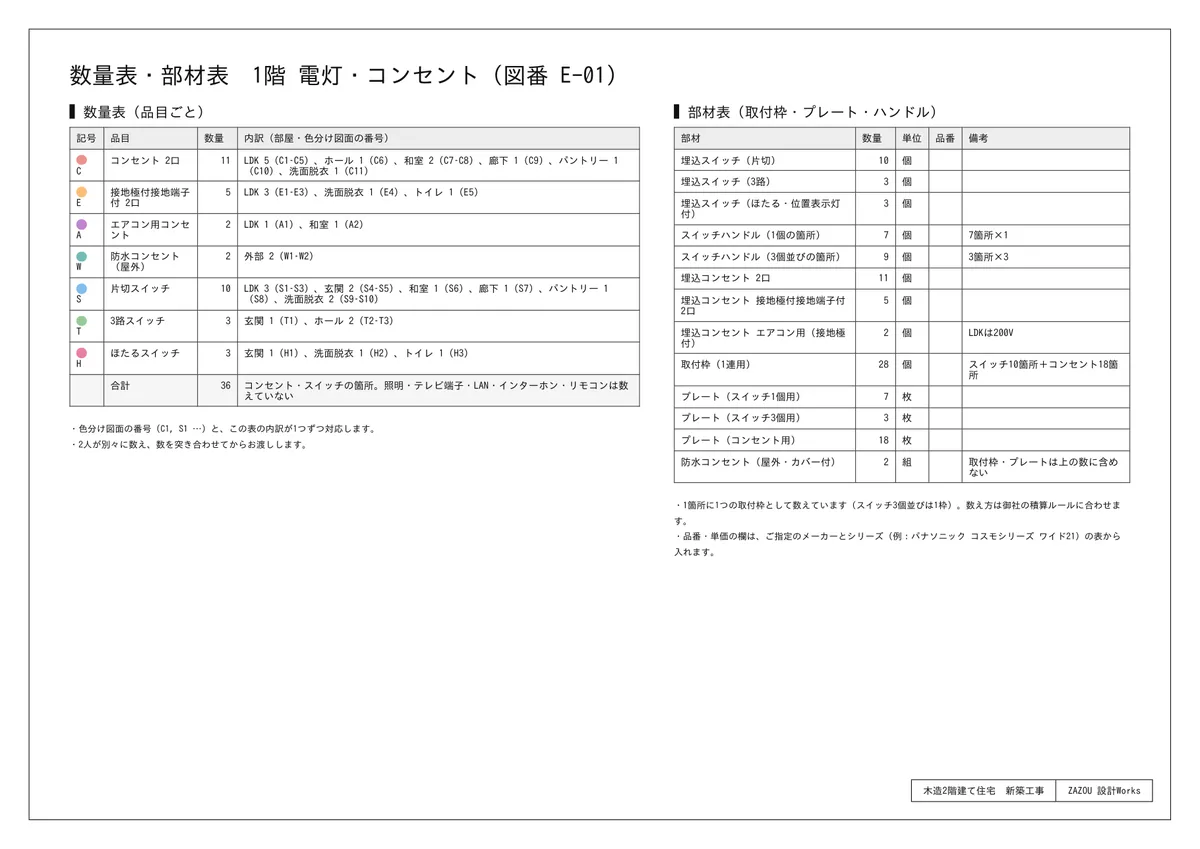 数量表・部材表　1階 電灯・コンセント（図番 E-01）
数量表（品目ごと）
記号 品目 数量 内訳（部屋・色分け図面の番号）
C コンセント 2口 11 LDK 5（C1-C5）、ホール 1（C6）、和室 2（C7-C8）、廊下 1（C9）、パントリー 1
（C10）、洗面脱衣 1（C11）
E 接地極付接地端子付 2口 5 LDK 3（E1-E3）、洗面脱衣 1（E4）、トイレ 1（E5）
A エアコン用コンセント 2 LDK 1（A1）、和室 1（A2）
W 防水コンセント（屋外） 2 外部 2（W1-W2）
S 片切スイッチ 10 LDK 3（S1-S3）、玄関 2（S4-S5）、和室 1（S6）、廊下 1（S7）、パントリー 1
（S8）、洗面脱衣 2（S9-S10）
T 3路スイッチ 3 玄関 1（T1）、ホール 2（T2-T3）
H ほたるスイッチ 3 玄関 1（H1）、洗面脱衣 1（H2）、トイレ 1（H3）
合計 36 コンセント・スイッチの箇所。照明・テレビ端子・LAN・インターホン・リモコンは数
えていない
・色分け図面の番号（C1, S1 …）と、この表の内訳が1つずつ対応します。
・2人が別々に数え、数を突き合わせてからお渡しします。
部材表（取付枠・プレート・ハンドル）
部材 数量 単位 品番 備考
埋込スイッチ（片切） 10 個
埋込スイッチ（3路） 3 個
埋込スイッチ（ほたる・位置表示灯付） 3 個
スイッチハンドル（1個の箇所） 7 個 7箇所×1
スイッチハンドル（3個並びの箇所） 9 個 3箇所×3
埋込コンセント 2口 11 個
埋込コンセント 接地極付接地端子付 2口 5 個
埋込コンセント エアコン用（接地極付） 2 個 LDKは200V
取付枠（1連用） 28 個 スイッチ10箇所＋コンセント18箇所
プレート（スイッチ1個用） 7 枚
プレート（スイッチ3個用） 3 枚
プレート（コンセント用） 18 枚
防水コンセント（屋外・カバー付） 2 組 取付枠・プレートは上の数に含めない
・1箇所に1つの取付枠として数えています（スイッチ3個並びは1枠）。数え方は御社の積算ルールに合わせま
す。
・品番・単価の欄は、ご指定のメーカーとシリーズ（例：パナソニック コスモシリーズ ワイド21）の表から
入れます。
木造2階建て住宅　新築工事 ZAZOU 設計Works